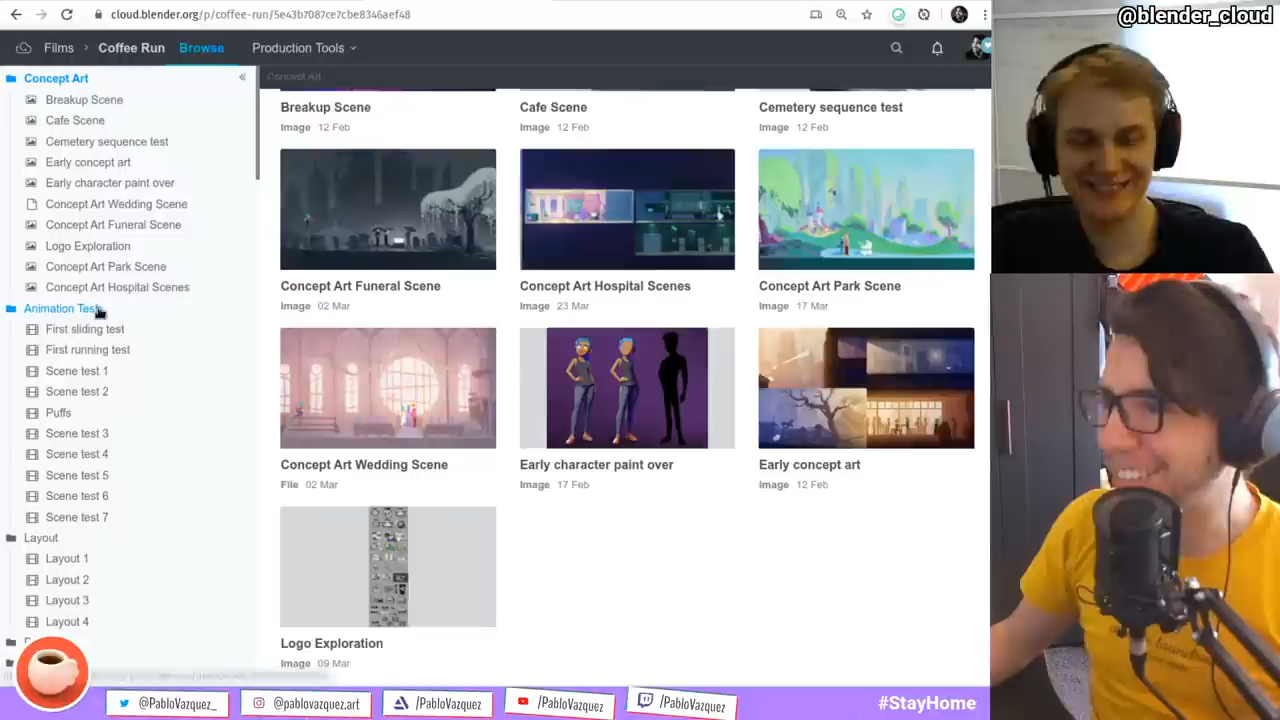 cloud.blender.org/p/coffee-run/5e43b7087ce7cbe8346aef48
@blender_cloud
Films
Coffee Run
Browse
Production Tools
Concept Art
Breakup Scene
Cafe Scene
Cemetery sequence test
Early concept art
Early character paint over
Concept Art Wedding Scene
Concept Art Funeral Scene
Logo Exploration
Concept Art Park Scene
Concept Art Hospital Scenes
Animation Tests
First sliding test
First running test
Scene test 1
Scene test 2
Puffs
Scene test 3
Scene test 4
Scene test 5
Scene test 6
Scene test 7
Layout
Layout 1
Layout 2
Layout 3
Layout 4
Concept Art
Breakup Scene
Image 12 Feb
Cafe Scene
Image 12 Feb
Cemetery sequence test
Image 12 Feb
Concept Art Funeral Scene
Image 02 Mar
Concept Art Hospital Scenes
Image 23 Mar
Concept Art Park Scene
Image 17 Mar
Concept Art Wedding Scene
File 02 Mar
Early character paint over
Image 17 Feb
Early concept art
Image 12 Feb
Logo Exploration
Image 09 Mar
@PabloVazquez_
@pablovazquez.art
/PabloVazquez
/PabloVazquez
/PabloVazquez
#StayHome